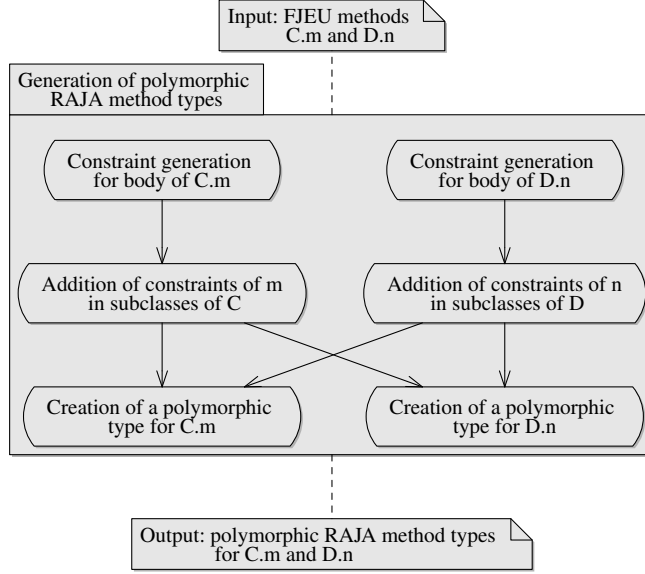 Input: FJEU methods
C.m and D.n
Generation of polymorphic
RAJA method types
Constraint generation
for body of C.m
Constraint generation
for body of D.n
Addition of constraints of m
in subclasses of C
Addition of constraints of n
in subclasses of D
Creation of a polymorphic
type for C.m
Creation of a polymorphic
type for D.n
Output: polymorphic RAJA method types
for C.m and D.n